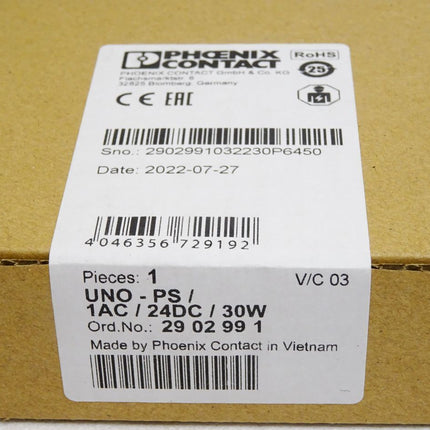 PHŒNIX
CONTACT
RoHS
25
PHOENIX CONTACT GmbH & Co. KG
Flachsmarktstr. 8
32825 Blomberg, Germany
CE EAC
Sno.: 2902991032230P6450
Date: 2022-07-27
4 046356 729192
Pieces: 1
V/C 03
UNO - PS /
1AC / 24DC / 30W
Ord.No.: 29 02 99 1
Made by Phoenix Contact in Vietnam